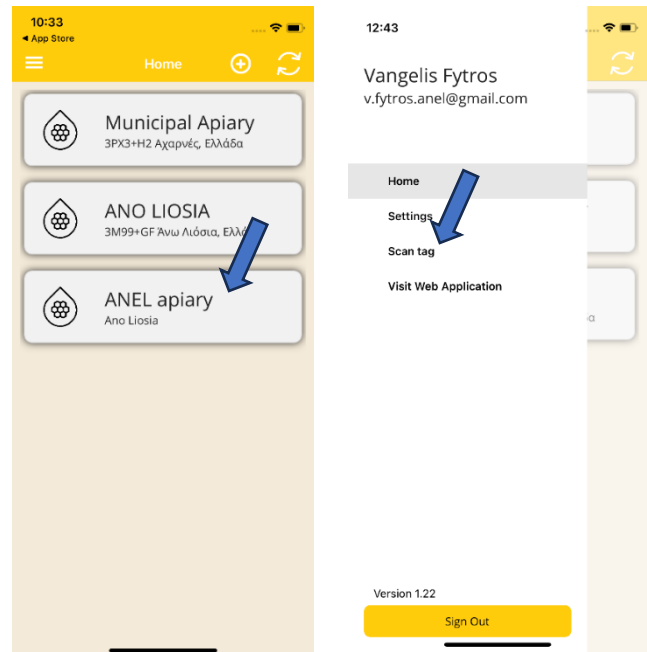 10:33
◀ App Store
Home
Municipal Apiary
3PX3+H2 Αχαρνές, Ελλάδα
ANO LIOSIA
3M99+GF Άνω Λιόσια,
ANEL apiary
Ano Liosia
12:43
Vangelis Fytros
v.fytros.anel@gmail.com
Home
Settings
Scan tag
Visit Web Application
Version 1.22
Sign Out